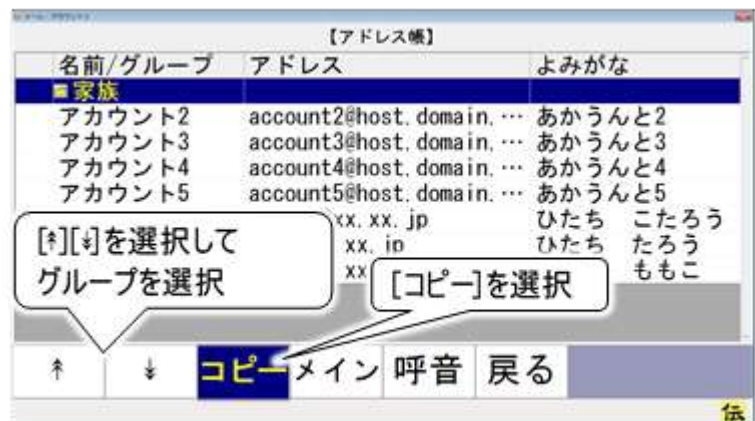 【アドレス帳】
名前/グループ アドレス よみがな
家族
アカウント2 account2@host.domain.… あかうんと2
アカウント3 account3@host.domain.… あかうんと3
アカウント4 account4@host.domain.… あかうんと4
アカウント5 account5@host.domain.… あかうんと5
xx.xx.jp ひたち こたろう
xx.jp ひたち たろう
xx ももこ
[↟][↡]を選択して
グループを選択
[コピー]を選択
↟ ↡ コピー メイン 呼音 戻る
伝